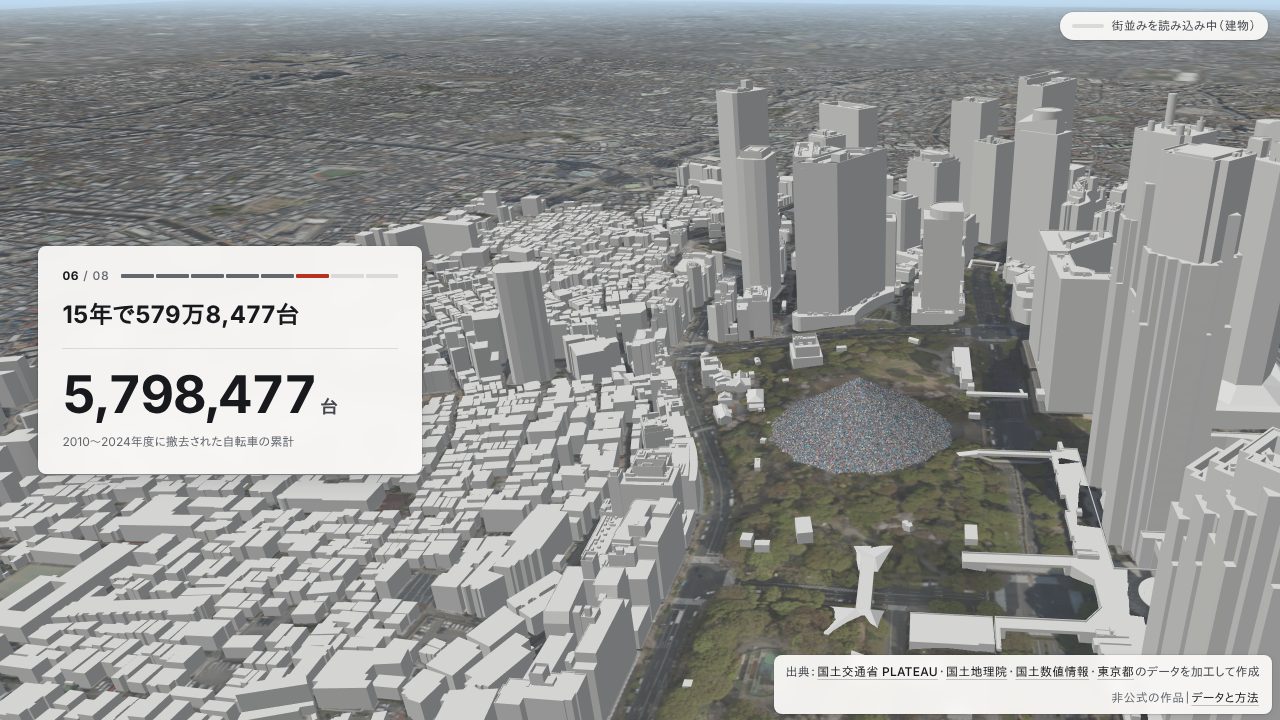 街並みを読み込み中（建物）
06 / 08
15年で579万8,477台
5,798,477 台
2010〜2024年度に撤去された自転車の累計
出典：国土交通省 PLATEAU・国土地理院・国土数値情報・東京都のデータを加工して作成
非公式の作品 | データと方法